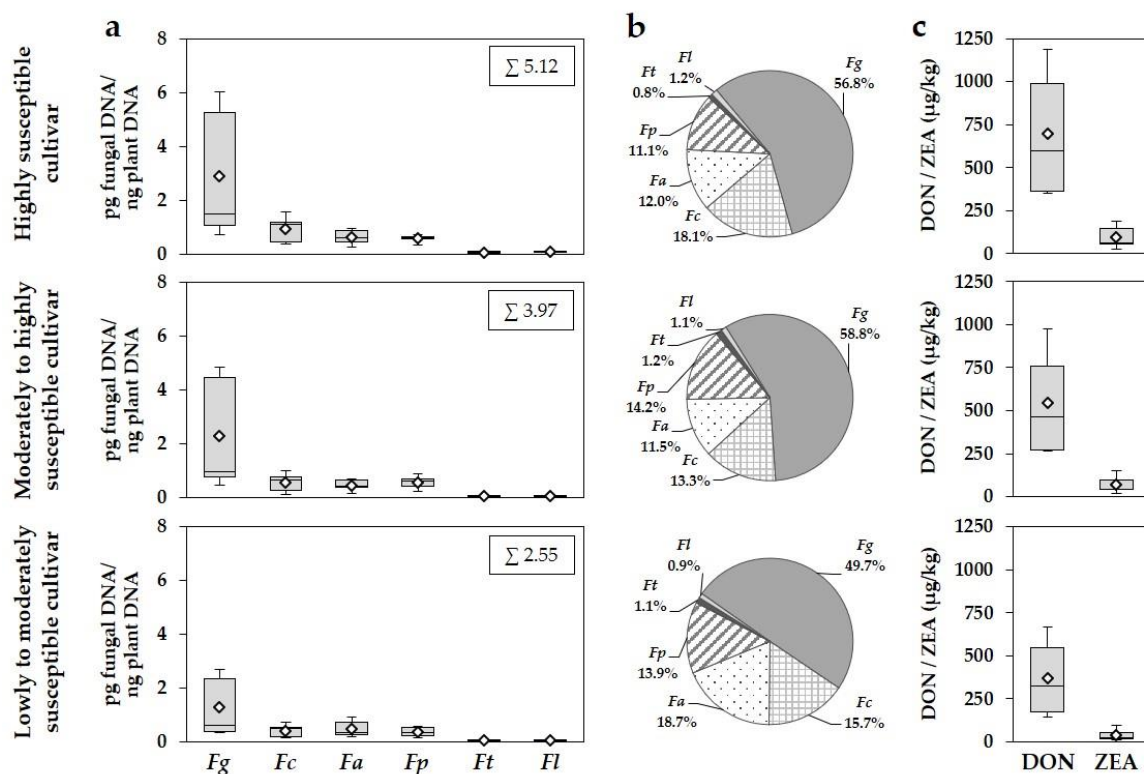 a
b
c
Highly susceptible
cultivar
pg fungal DNA/
ng plant DNA
8
6
4
2
0
∑ 5.12
Fl
1.2%
Ft
0.8%
Fg
56.8%
Fp
11.1%
Fa
12.0%
Fc
18.1%
DON / ZEA (µg/kg)
1250
1000
750
500
250
0
Moderately to highly
susceptible cultivar
pg fungal DNA/
ng plant DNA
8
6
4
2
0
∑ 3.97
Fl
1.1%
Ft
1.2%
Fg
58.8%
Fp
14.2%
Fa
11.5%
Fc
13.3%
DON / ZEA (µg/kg)
1250
1000
750
500
250
0
Lowly to moderately
susceptible cultivar
pg fungal DNA/
ng plant DNA
8
6
4
2
0
∑ 2.55
Fl
0.9%
Ft
1.1%
Fg
49.7%
Fp
13.9%
Fa
18.7%
Fc
15.7%
DON / ZEA (µg/kg)
1250
1000
750
500
250
0
Fg Fc Fa Fp Ft Fl
DON ZEA